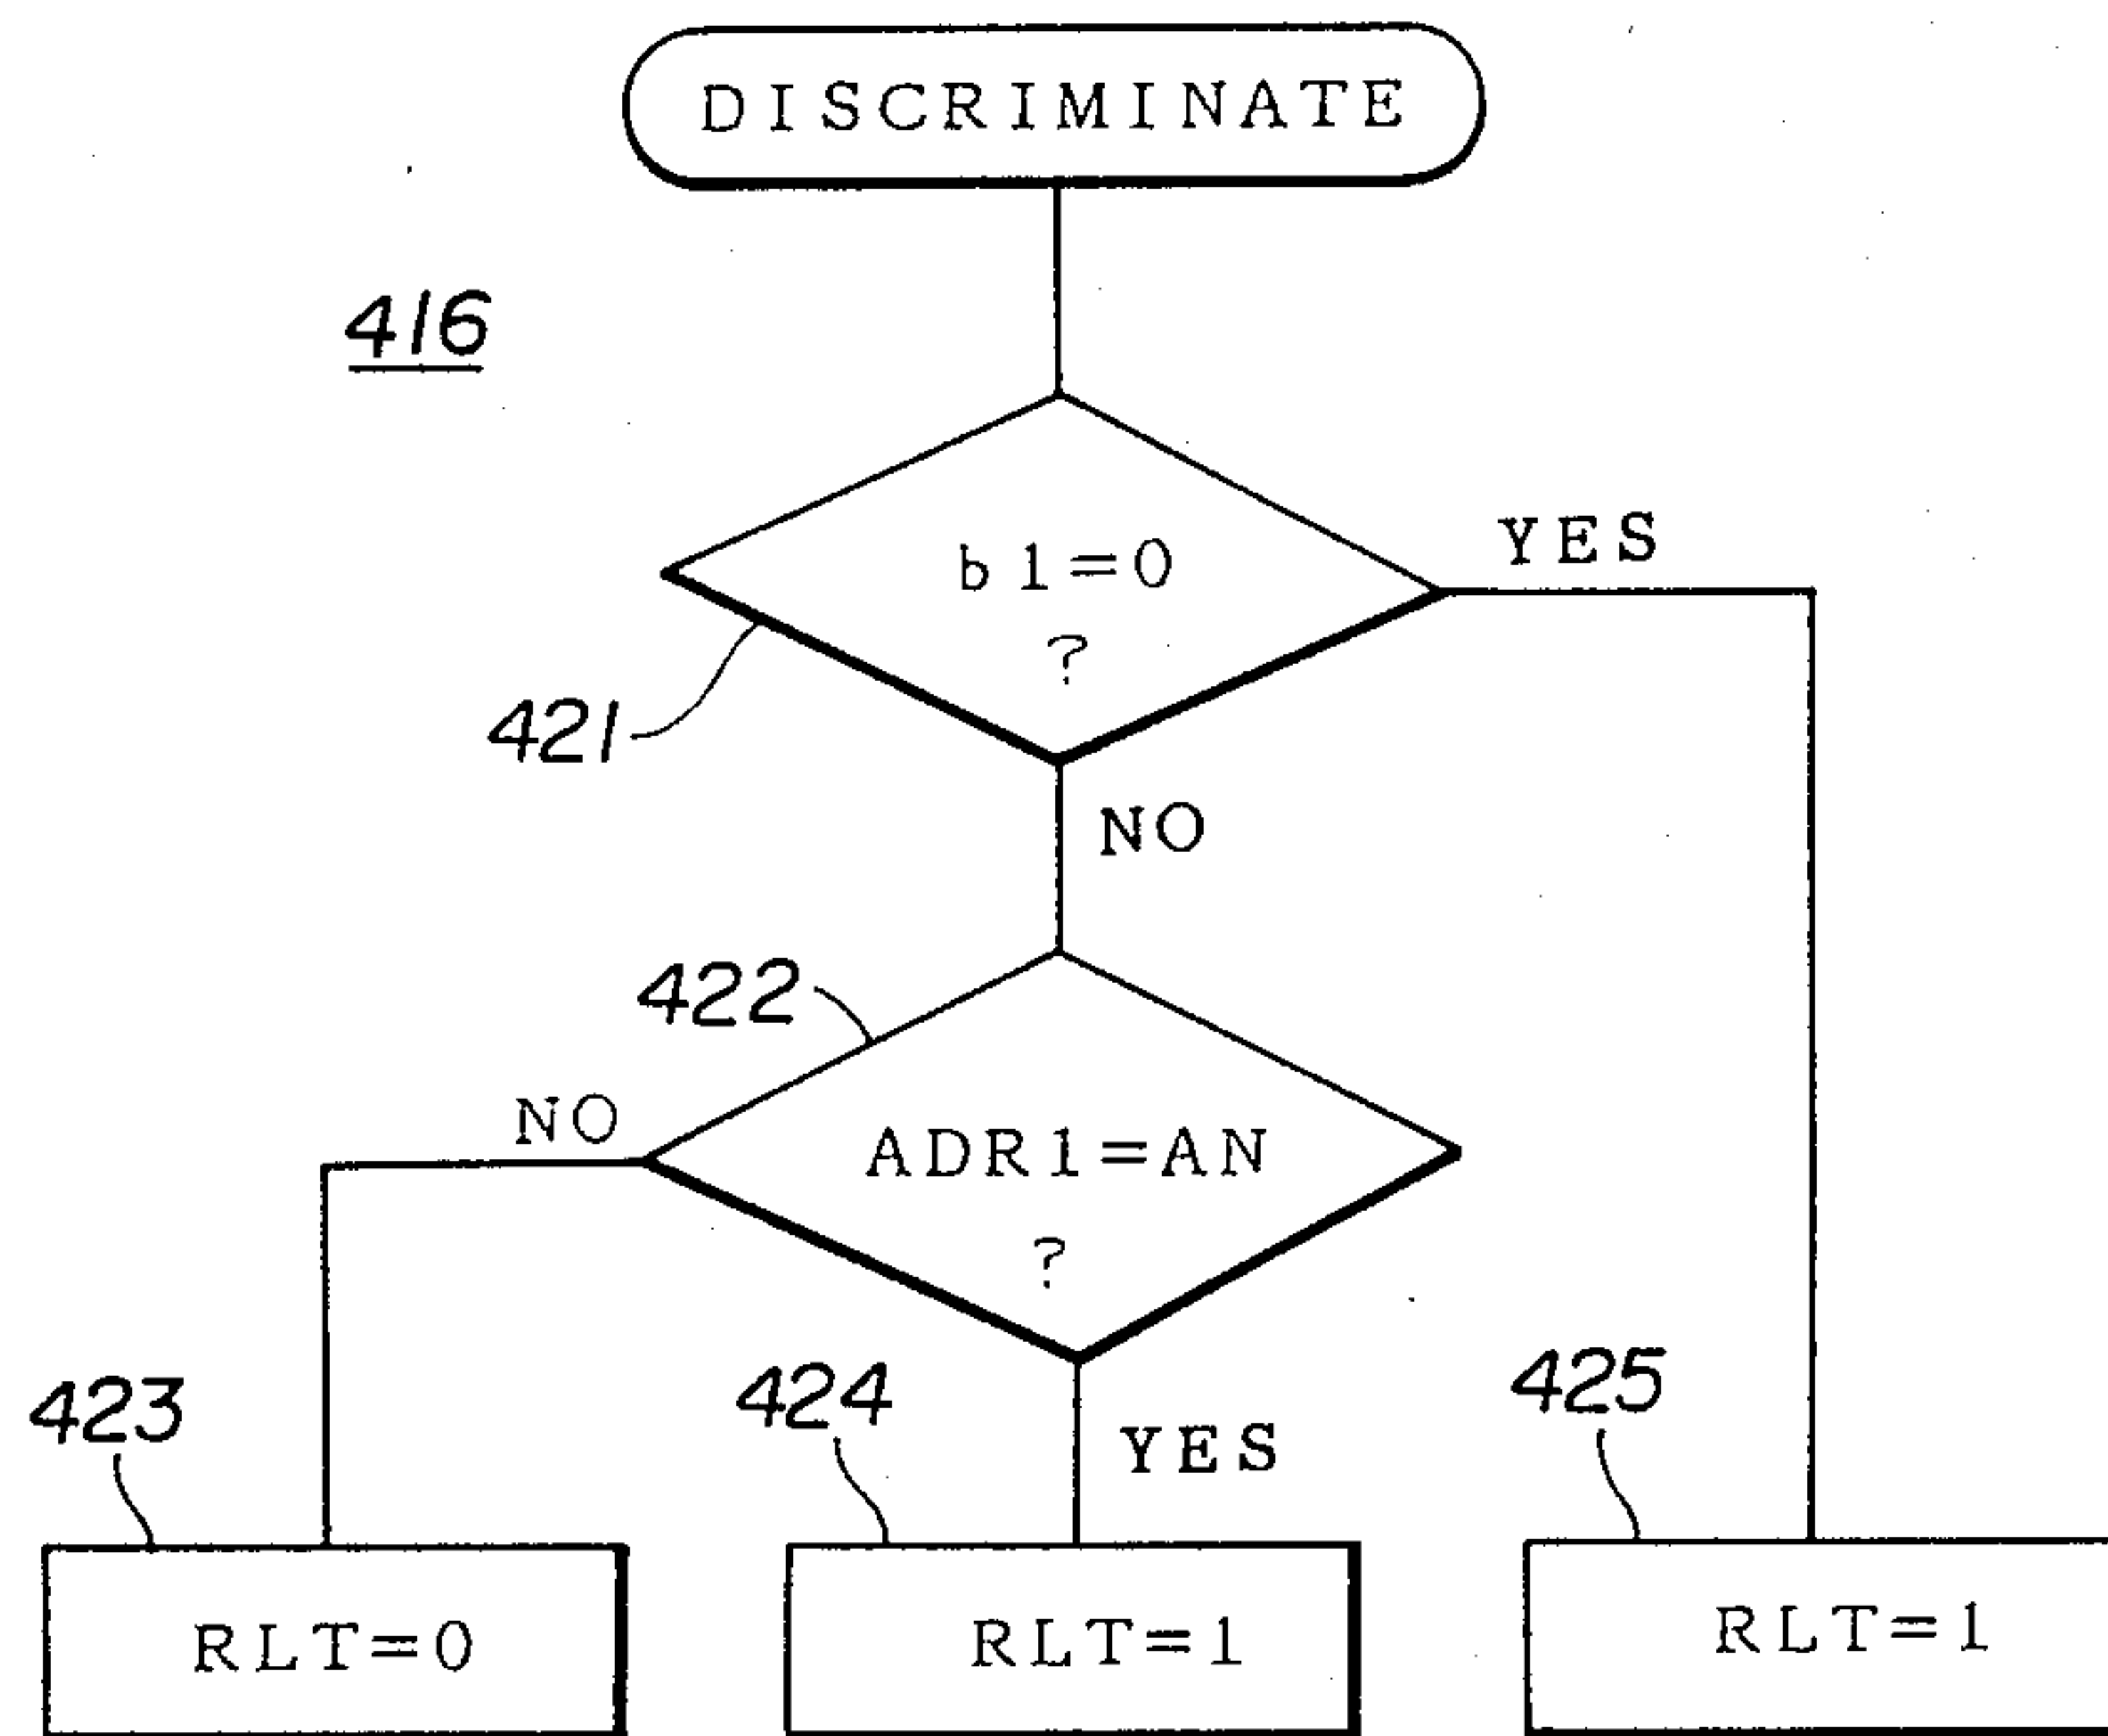 DISCRIMINATE
416
b1=0
?
YES
421
NO
422
NO
ADR1=AN
?
423
424
YES
425
RLT=0
RLT=1
RLT=1